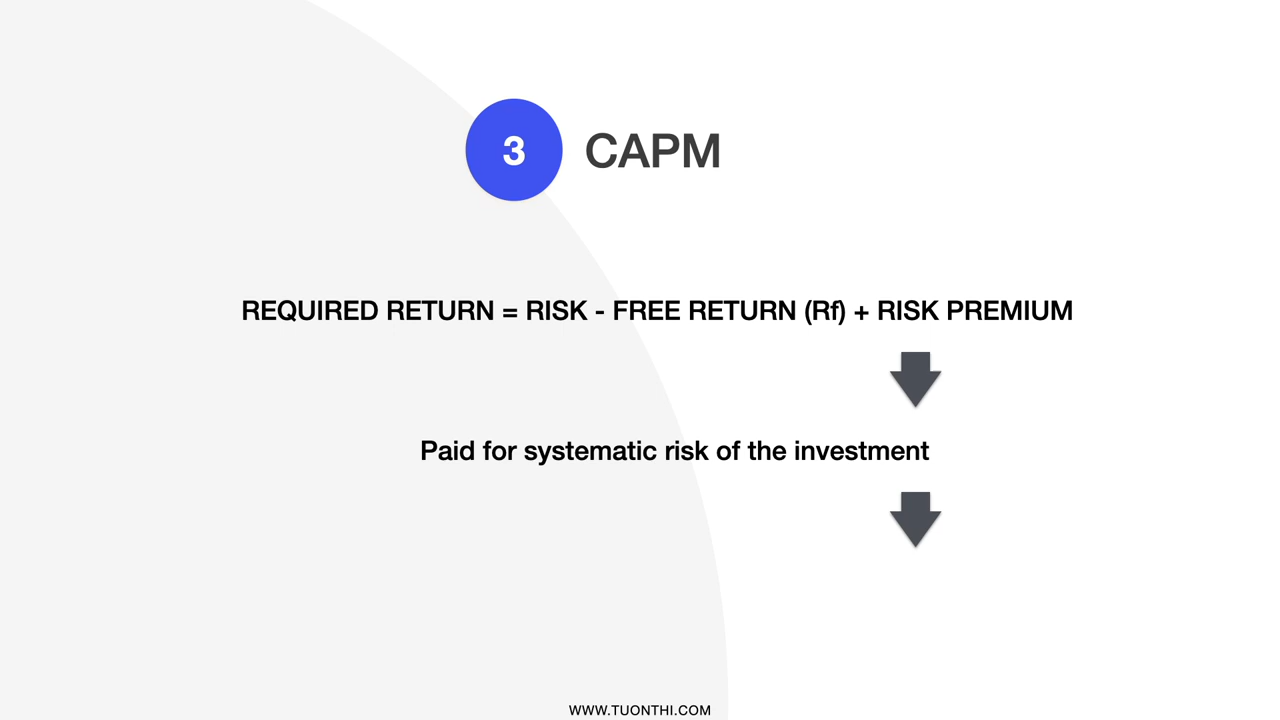 3 CAPM
REQUIRED RETURN = RISK - FREE RETURN (Rf) + RISK PREMIUM
Paid for systematic risk of the investment
WWW.TUONTHI.COM